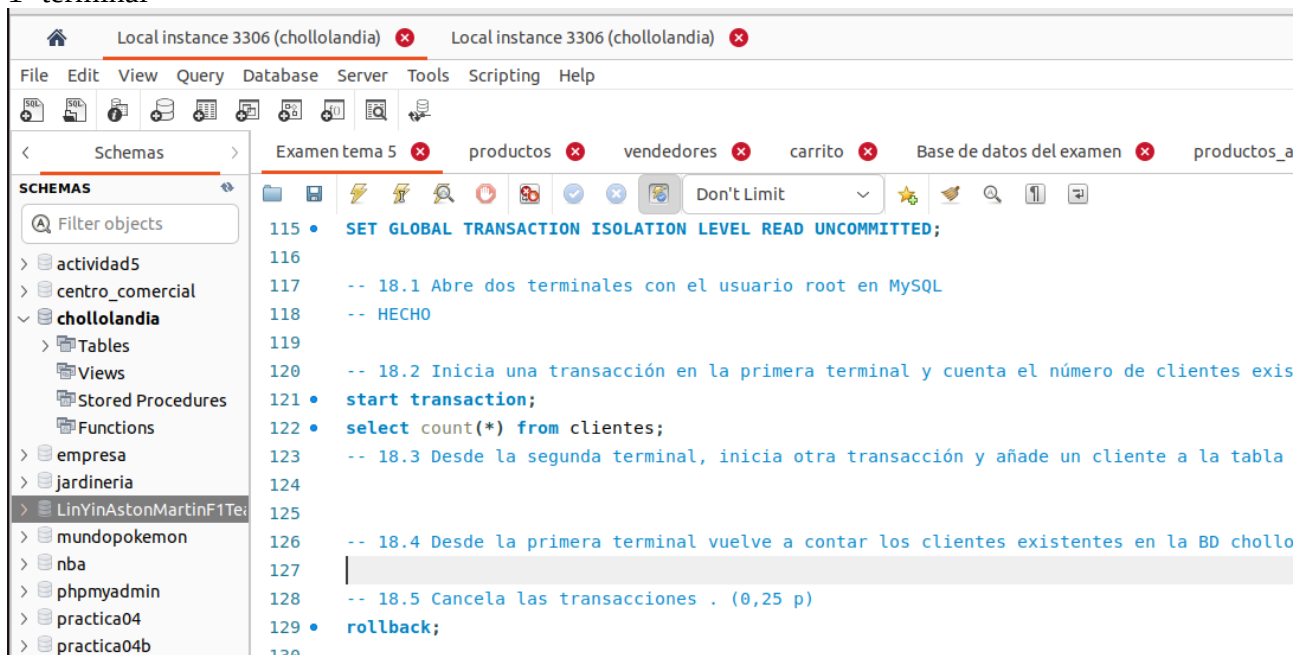 Local instance 3306 (chollolandia) Local instance 3306 (chollolandia)
File Edit View Query Database Server Tools Scripting Help
Schemas
Examen tema 5 productos vendedores carrito Base de datos del examen productos_a
SCHEMAS
Don't Limit
Filter objects
actividad5
centro_comercial
chollolandia
Tables
Views
Stored Procedures
Functions
empresa
jardineria
LinYinAstonMartinF1Tea
mundopokemon
nba
phpmyadmin
practica04
practica04b
115 SET GLOBAL TRANSACTION ISOLATION LEVEL READ UNCOMMITTED;
116
117 -- 18.1 Abre dos terminales con el usuario root en MySQL
118 -- HECHO
119
120 -- 18.2 Inicia una transacción en la primera terminal y cuenta el número de clientes exis
121 start transaction;
122 select count(*) from clientes;
123 -- 18.3 Desde la segunda terminal, inicia otra transacción y añade un cliente a la tabla
124
125
126 -- 18.4 Desde la primera terminal vuelve a contar los clientes existentes en la BD chollo
127
128 -- 18.5 Cancela las transacciones . (0,25 p)
129 rollback;